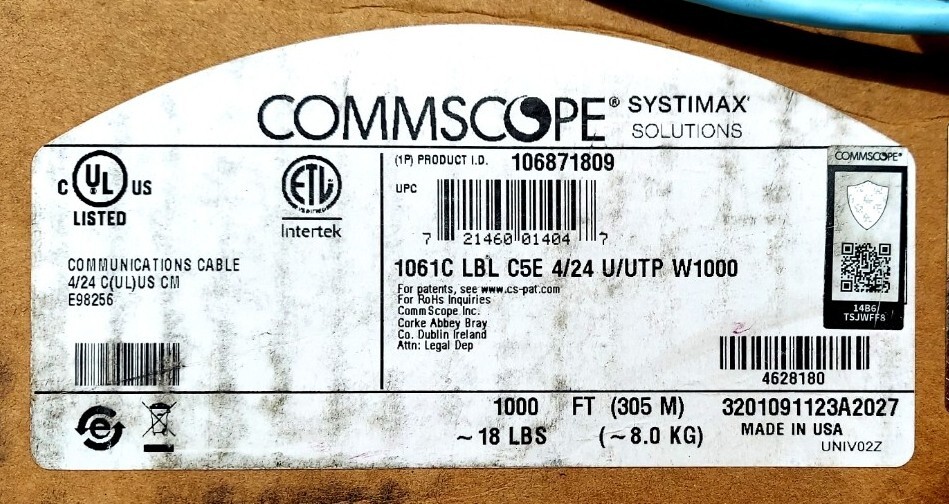 COMMSCOPE® SYSTIMAX®
SOLUTIONS
C UL US
LISTED
ETL
Intertek
COMMUNICATIONS CABLE
4/24 C(UL)US CM
E98256
(1P) PRODUCT I.D. 106871809
UPC
7 21460 01404 7
1061C LBL C5E 4/24 U/UTP W1000
For patents, see www.cs-pat.com
For RoHs Inquiries
CommScope Inc.
Corke Abbey Bray
Co. Dublin Ireland
Attn: Legal Dep
COMMSCOPE®
14B6/
TSJWFF8
4628180
e
1000 FT (305 M)
~18 LBS (~8.0 KG)
3201091123A2027
MADE IN USA
UNIV02Z